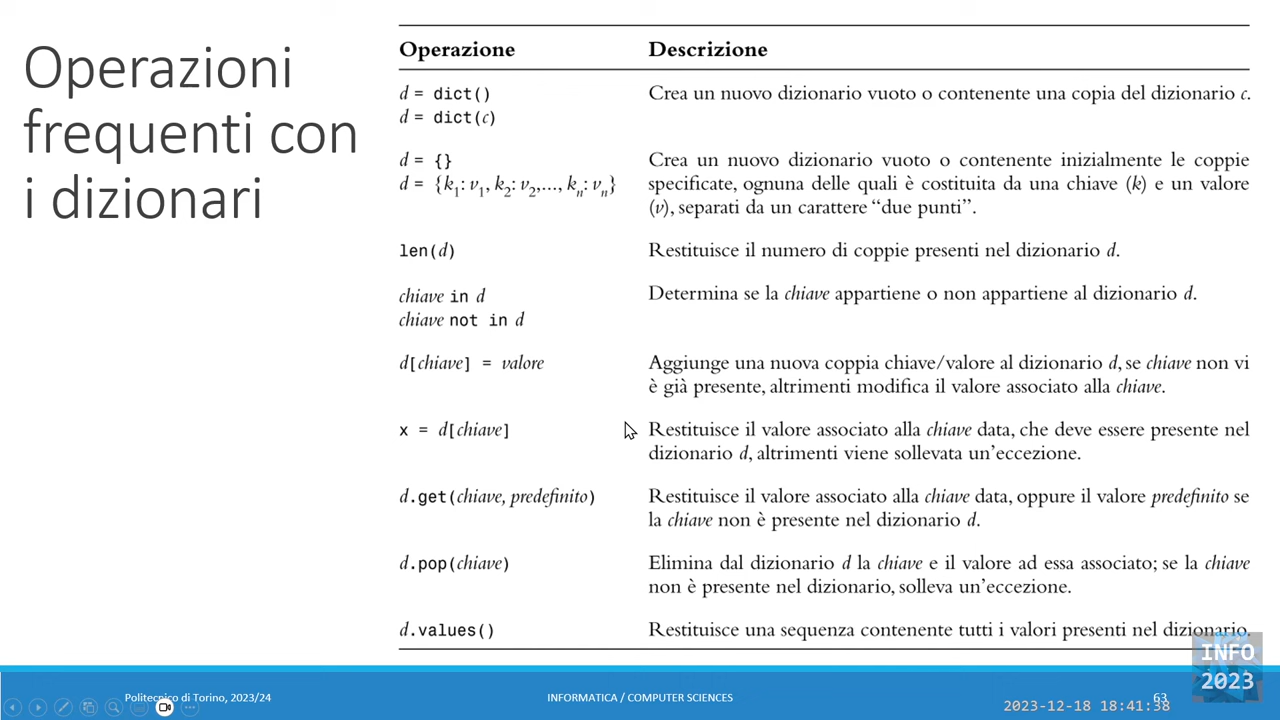 Operazioni
frequenti con
i dizionari
Operazione Descrizione
d = dict() Crea un nuovo dizionario vuoto o contenente una copia del dizionario c.
d = dict(c)
d = {} Crea un nuovo dizionario vuoto o contenente inizialmente le coppie
d = {k1: v1, k2: v2,..., kn: vn} specificate, ognuna delle quali è costituita da una chiave (k) e un valore
(v), separati da un carattere “due punti”.
len(d) Restituisce il numero di coppie presenti nel dizionario d.
chiave in d Determina se la chiave appartiene o non appartiene al dizionario d.
chiave not in d
d[chiave] = valore Aggiunge una nuova coppia chiave/valore al dizionario d, se chiave non vi
è già presente, altrimenti modifica il valore associato alla chiave.
x = d[chiave] Restituisce il valore associato alla chiave data, che deve essere presente nel
dizionario d, altrimenti viene sollevata un’eccezione.
d.get(chiave, predefinito) Restituisce il valore associato alla chiave data, oppure il valore predefinito se
la chiave non è presente nel dizionario d.
d.pop(chiave) Elimina dal dizionario d la chiave e il valore ad essa associato; se la chiave
non è presente nel dizionario, solleva un’eccezione.
d.values() Restituisce una sequenza contenente tutti i valori presenti nel dizionario.
INFO
2023
Politecnico di Torino, 2023/24 INFORMATICA / COMPUTER SCIENCES 63
2023-12-18 18:41:38